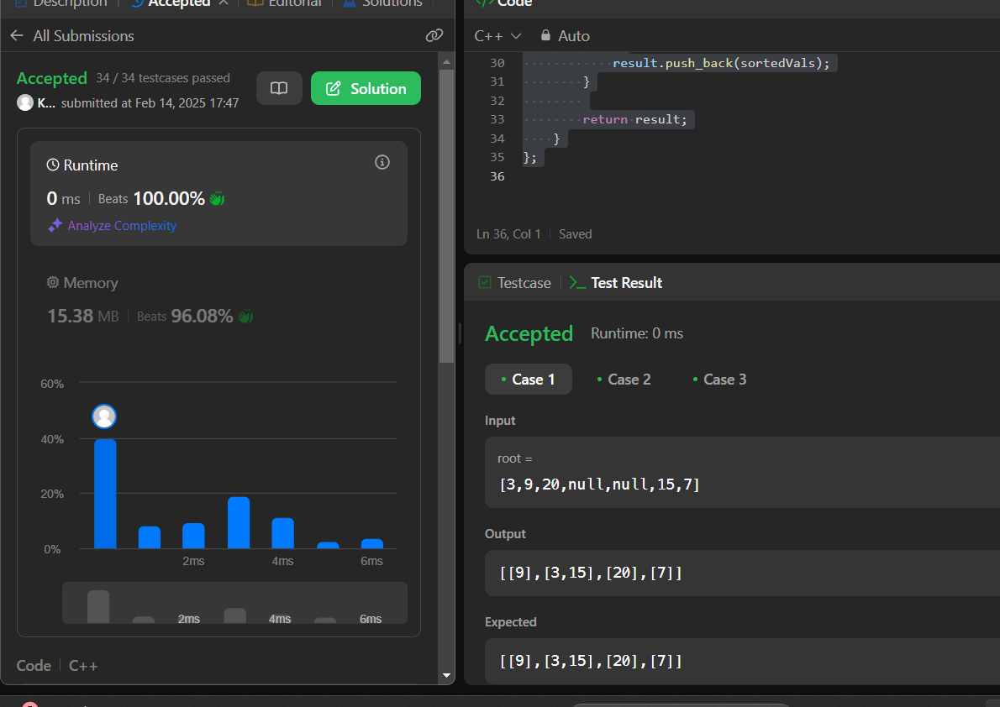 Description
Accepted
Editorial
Solutions
All Submissions
Accepted 34 / 34 testcases passed
K... submitted at Feb 14, 2025 17:47
Solution
Runtime
0 ms Beats 100.00%
Analyze Complexity
Memory
15.38 MB Beats 96.08%
60%
40%
20%
0%
2ms 4ms 6ms
2ms 4ms 6ms
Code C++
</> Code
C++ Auto
30 result.push_back(sortedVals);
31 }
32
33 return result;
34 }
35 };
36
Ln 36, Col 1 Saved
Testcase >_ Test Result
Accepted Runtime: 0 ms
• Case 1 • Case 2 • Case 3
Input
root =
[3,9,20,null,null,15,7]
Output
[[9],[3,15],[20],[7]]
Expected
[[9],[3,15],[20],[7]]